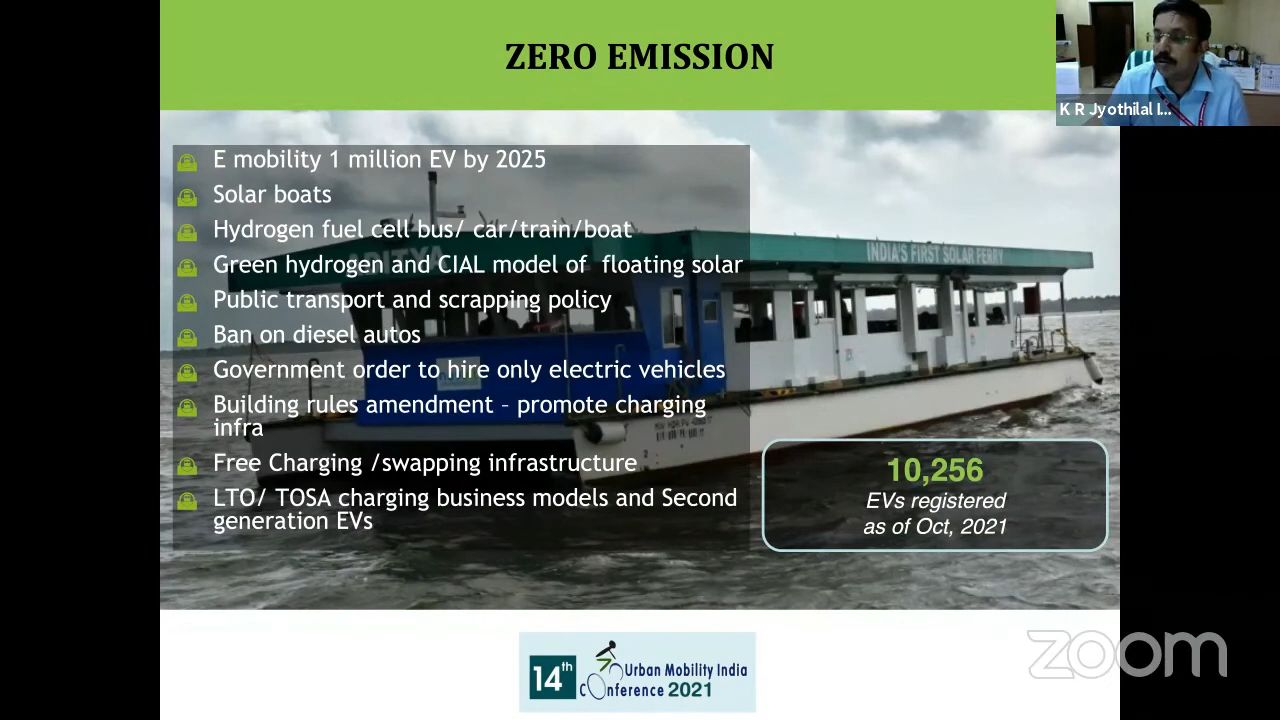 ZERO EMISSION
K R Jyothilal I...
E mobility 1 million EV by 2025
Solar boats
Hydrogen fuel cell bus/ car/train/boat
Green hydrogen and CIAL model of floating solar
Public transport and scrapping policy
Ban on diesel autos
Government order to hire only electric vehicles
Building rules amendment – promote charging
infra
Free Charging /swapping infrastructure
LTO/ TOSA charging business models and Second
generation EVs
ADITYA
INDIA'S FIRST SOLAR FERRY
10,256
EVs registered
as of Oct, 2021
14th Urban Mobility India
Conference 2021
zoom